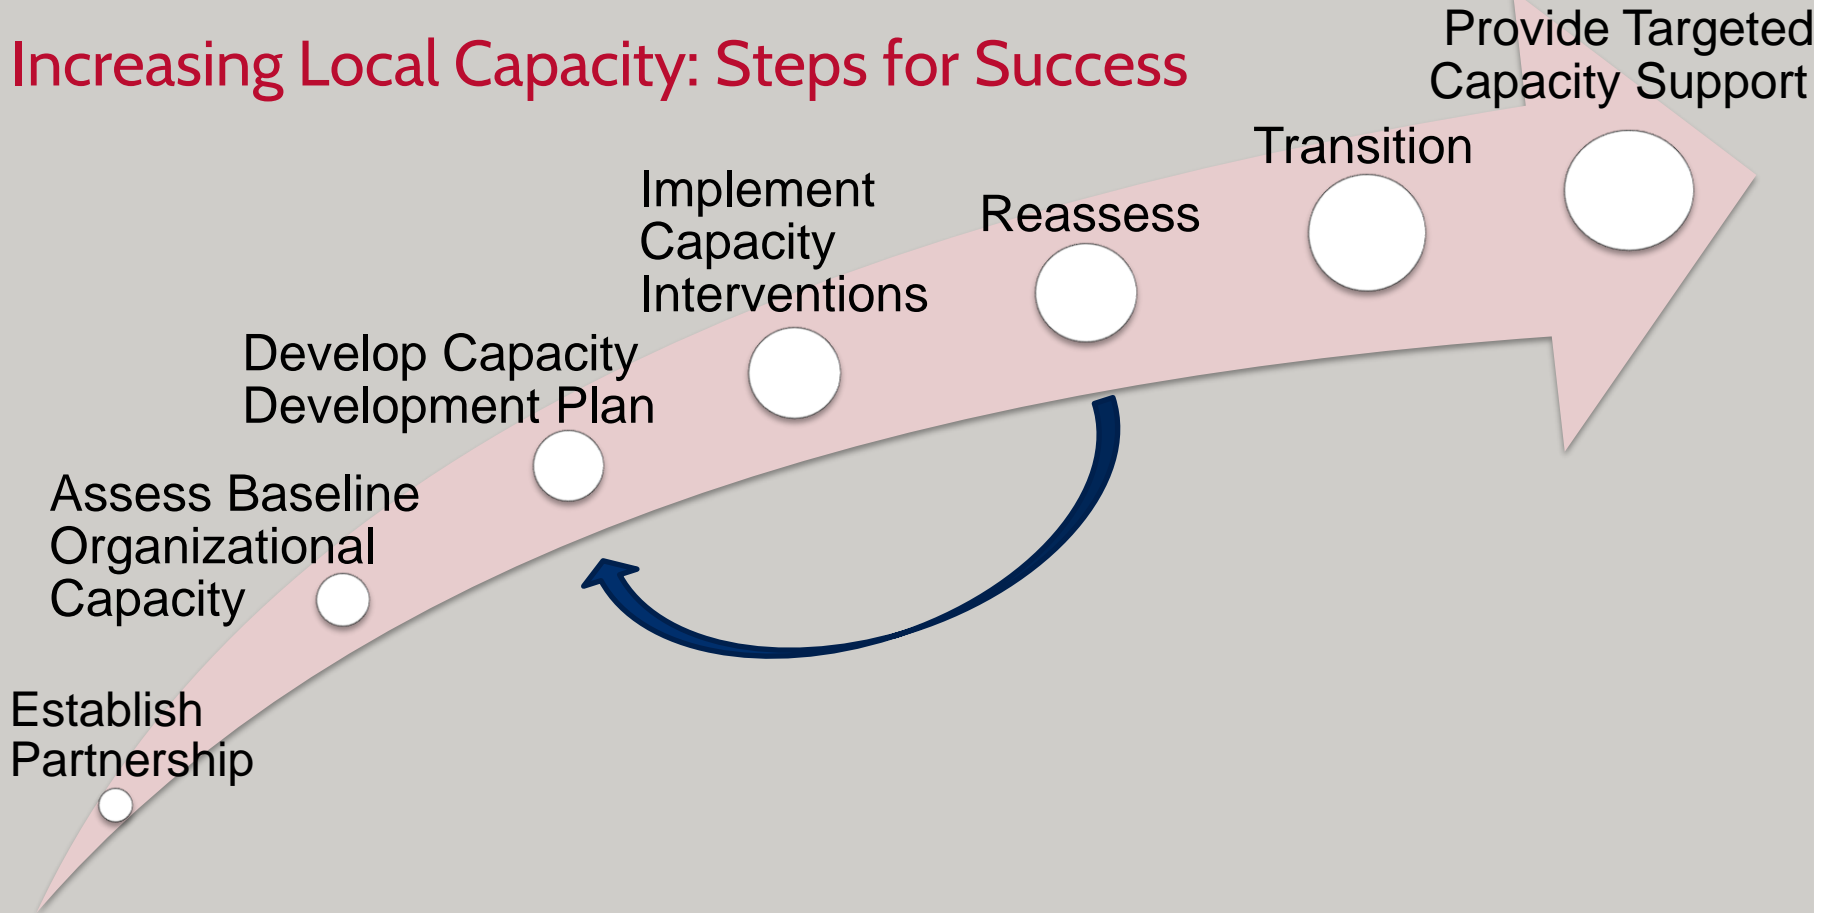 Increasing Local Capacity: Steps for Success
Provide Targeted
Capacity Support
Transition
Reassess
Implement
Capacity
Interventions
Develop Capacity
Development Plan
Assess Baseline
Organizational
Capacity
Establish
Partnership